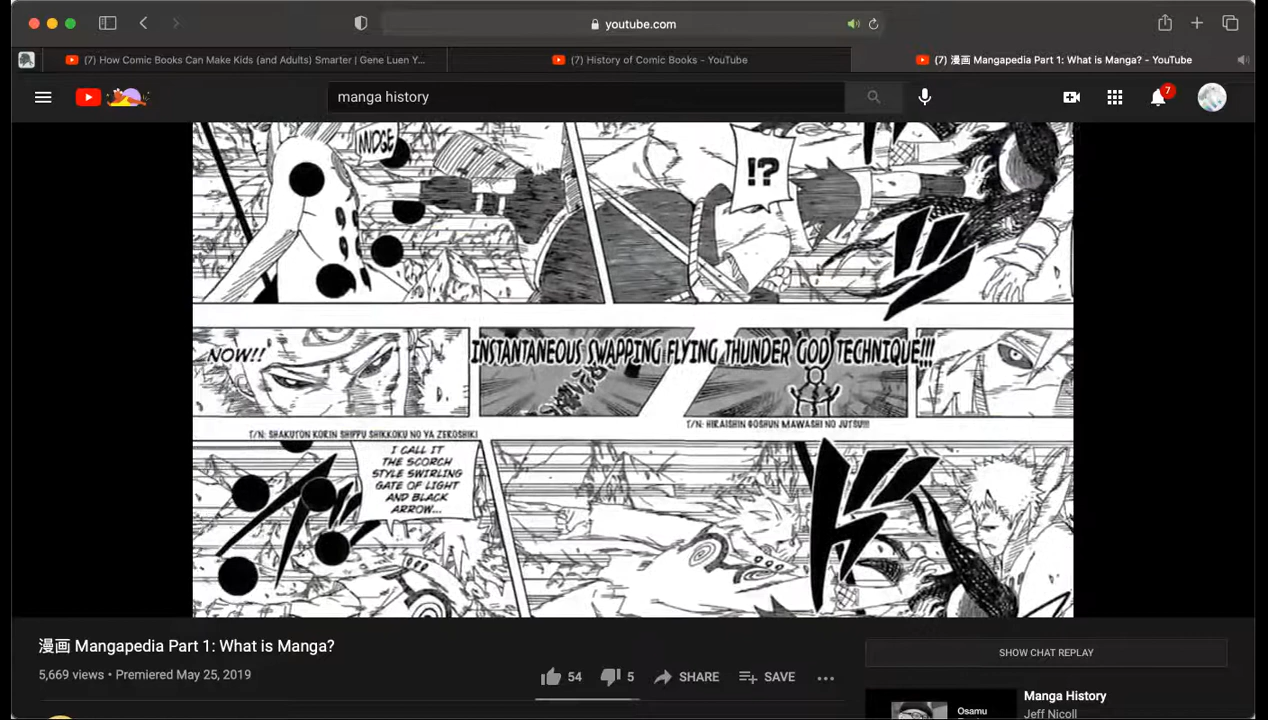 youtube.com
(7) How Comic Books Can Make Kids (and Adults) Smarter | Gene Luen Y...
(7) History of Comic Books - YouTube
(7) 漫画 Mangapedia Part 1: What is Manga? - YouTube
manga history
7
NUDGE
!?
NOW!!
INSTANTANEOUS SWAPPING FLYING THUNDER GOD TECHNIQUE!!!
T/N: SHAKUTON KORIN SHIPPU SHIKKOKU NO YA ZEROSHIKI
T/N: HIRAISHIN GOSHUN MAWASHI NO JUTSU!!!
I CALL IT
THE SCORCH
STYLE SWIRLING
GATE OF LIGHT
AND BLACK
ARROW...
漫画 Mangapedia Part 1: What is Manga?
5,669 views • Premiered May 25, 2019
54
5
SHARE
SAVE
SHOW CHAT REPLAY
Osamu
Manga History
Jeff Nicoll